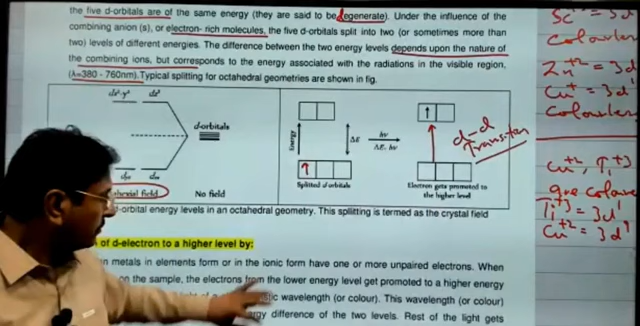 the five d-orbitals are of the same energy (they are said to be degenerate). Under the influence of the
combining anion (s), or electron- rich molecules, the five d-orbitals split into two (or sometimes more than
two) levels of different energies. The difference between the two energy levels depends upon the nature of
the combining ions, but corresponds to the energy associated with the radiations in the visible region,
(λ=380 - 760nm). Typical splitting for octahedral geometries are shown in fig.
d-orbitals
No field
Energy
ΔE
Splitted d orbitals
hν
ΔE = hν
Electron gets promoted to
the higher level
d-d
d-orbital energy levels in an octahedral geometry. This splitting is termed as the crystal field
of d-electron to a higher level by:
metals in elements form or in the ionic form have one or more unpaired electrons. When
on the sample, the electrons from the lower energy level get promoted to a higher energy
wavelength (or colour). This wavelength (or colour)
difference of the two levels. Rest of the light gets
Sc⁺³ = 3d
Zn⁺² = 3d
Cu⁺ = 3d
Cu⁺², Ti⁺³
Ti⁺³ = 3d¹
Cu⁺² = 3d